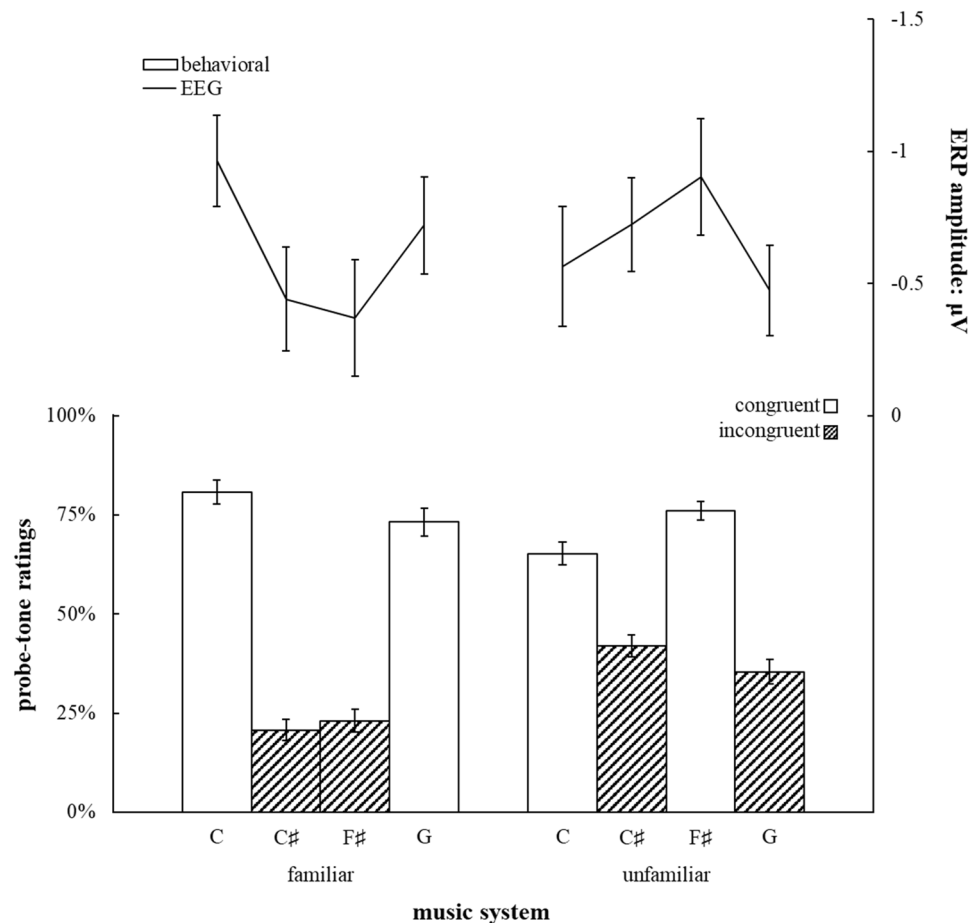 behavioral
EEG
-1.5
-1
-0.5
0
ERP amplitude: μV
congruent
incongruent
100%
75%
50%
25%
0%
probe-tone ratings
C C♯ F♯ G C C♯ F♯ G
familiar unfamiliar
music system